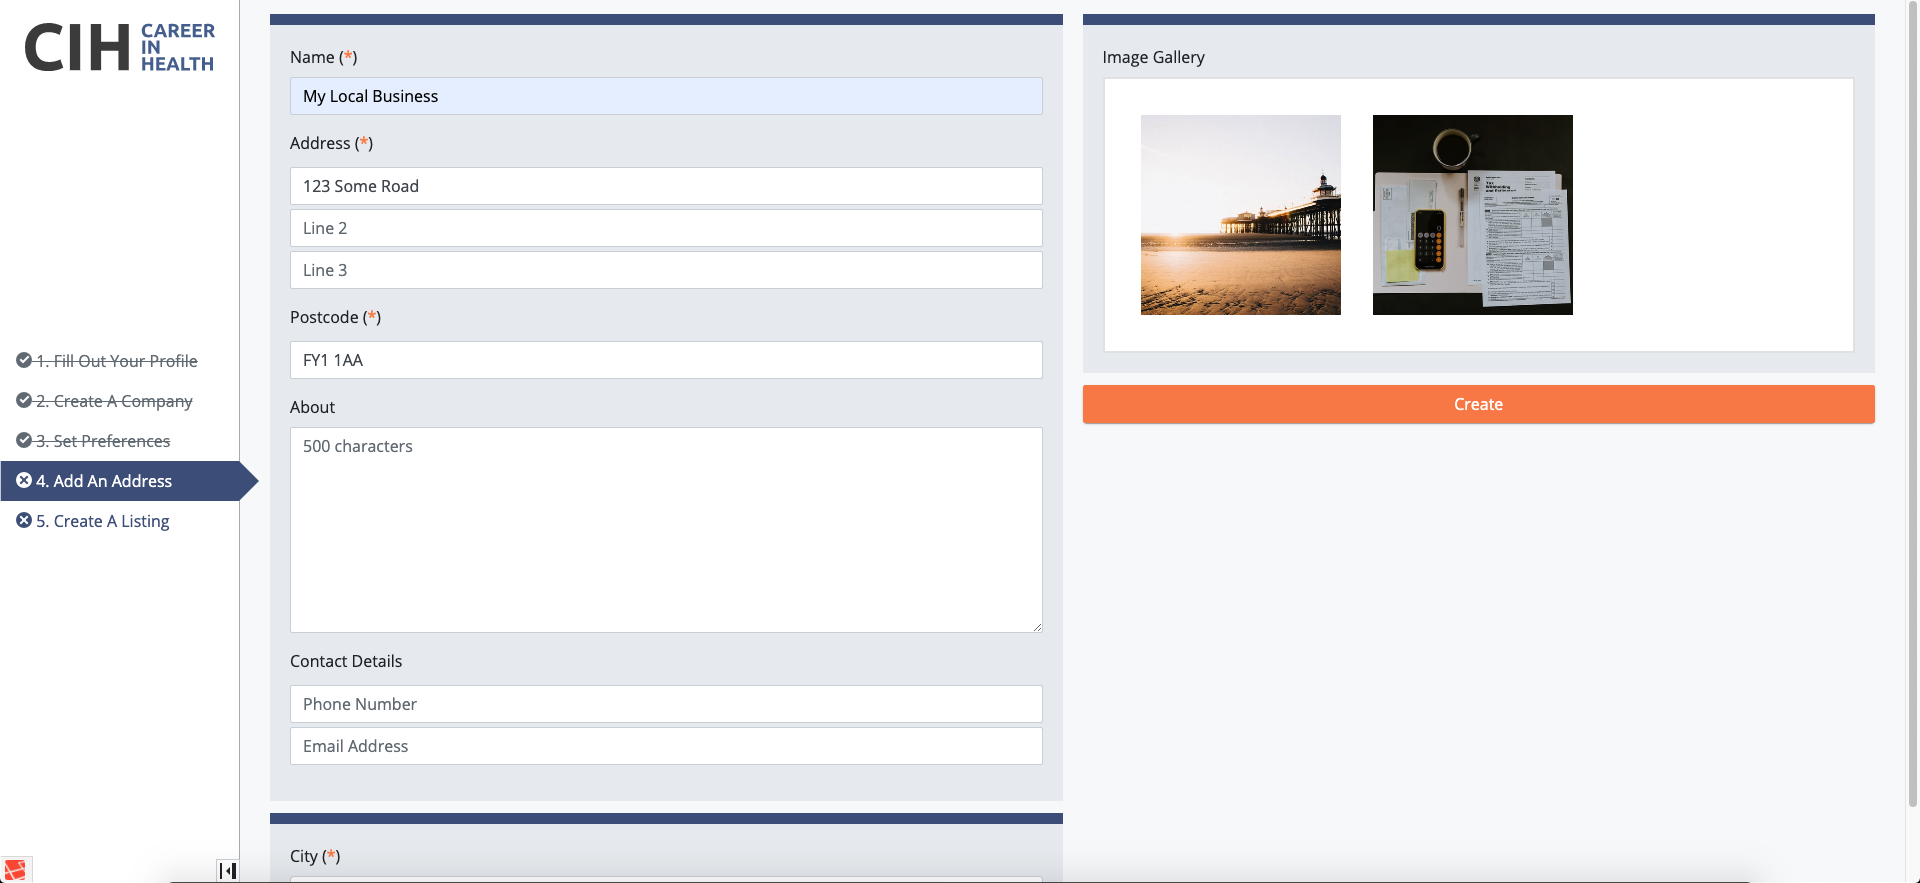 CIH CAREER
IN
HEALTH
1. Fill Out Your Profile
2. Create A Company
3. Set Preferences
4. Add An Address
5. Create A Listing
Name (*)
My Local Business
Address (*)
123 Some Road
Line 2
Line 3
Postcode (*)
FY1 1AA
About
500 characters
Contact Details
Phone Number
Email Address
City (*)
Image Gallery
Tax
Withholding
Create